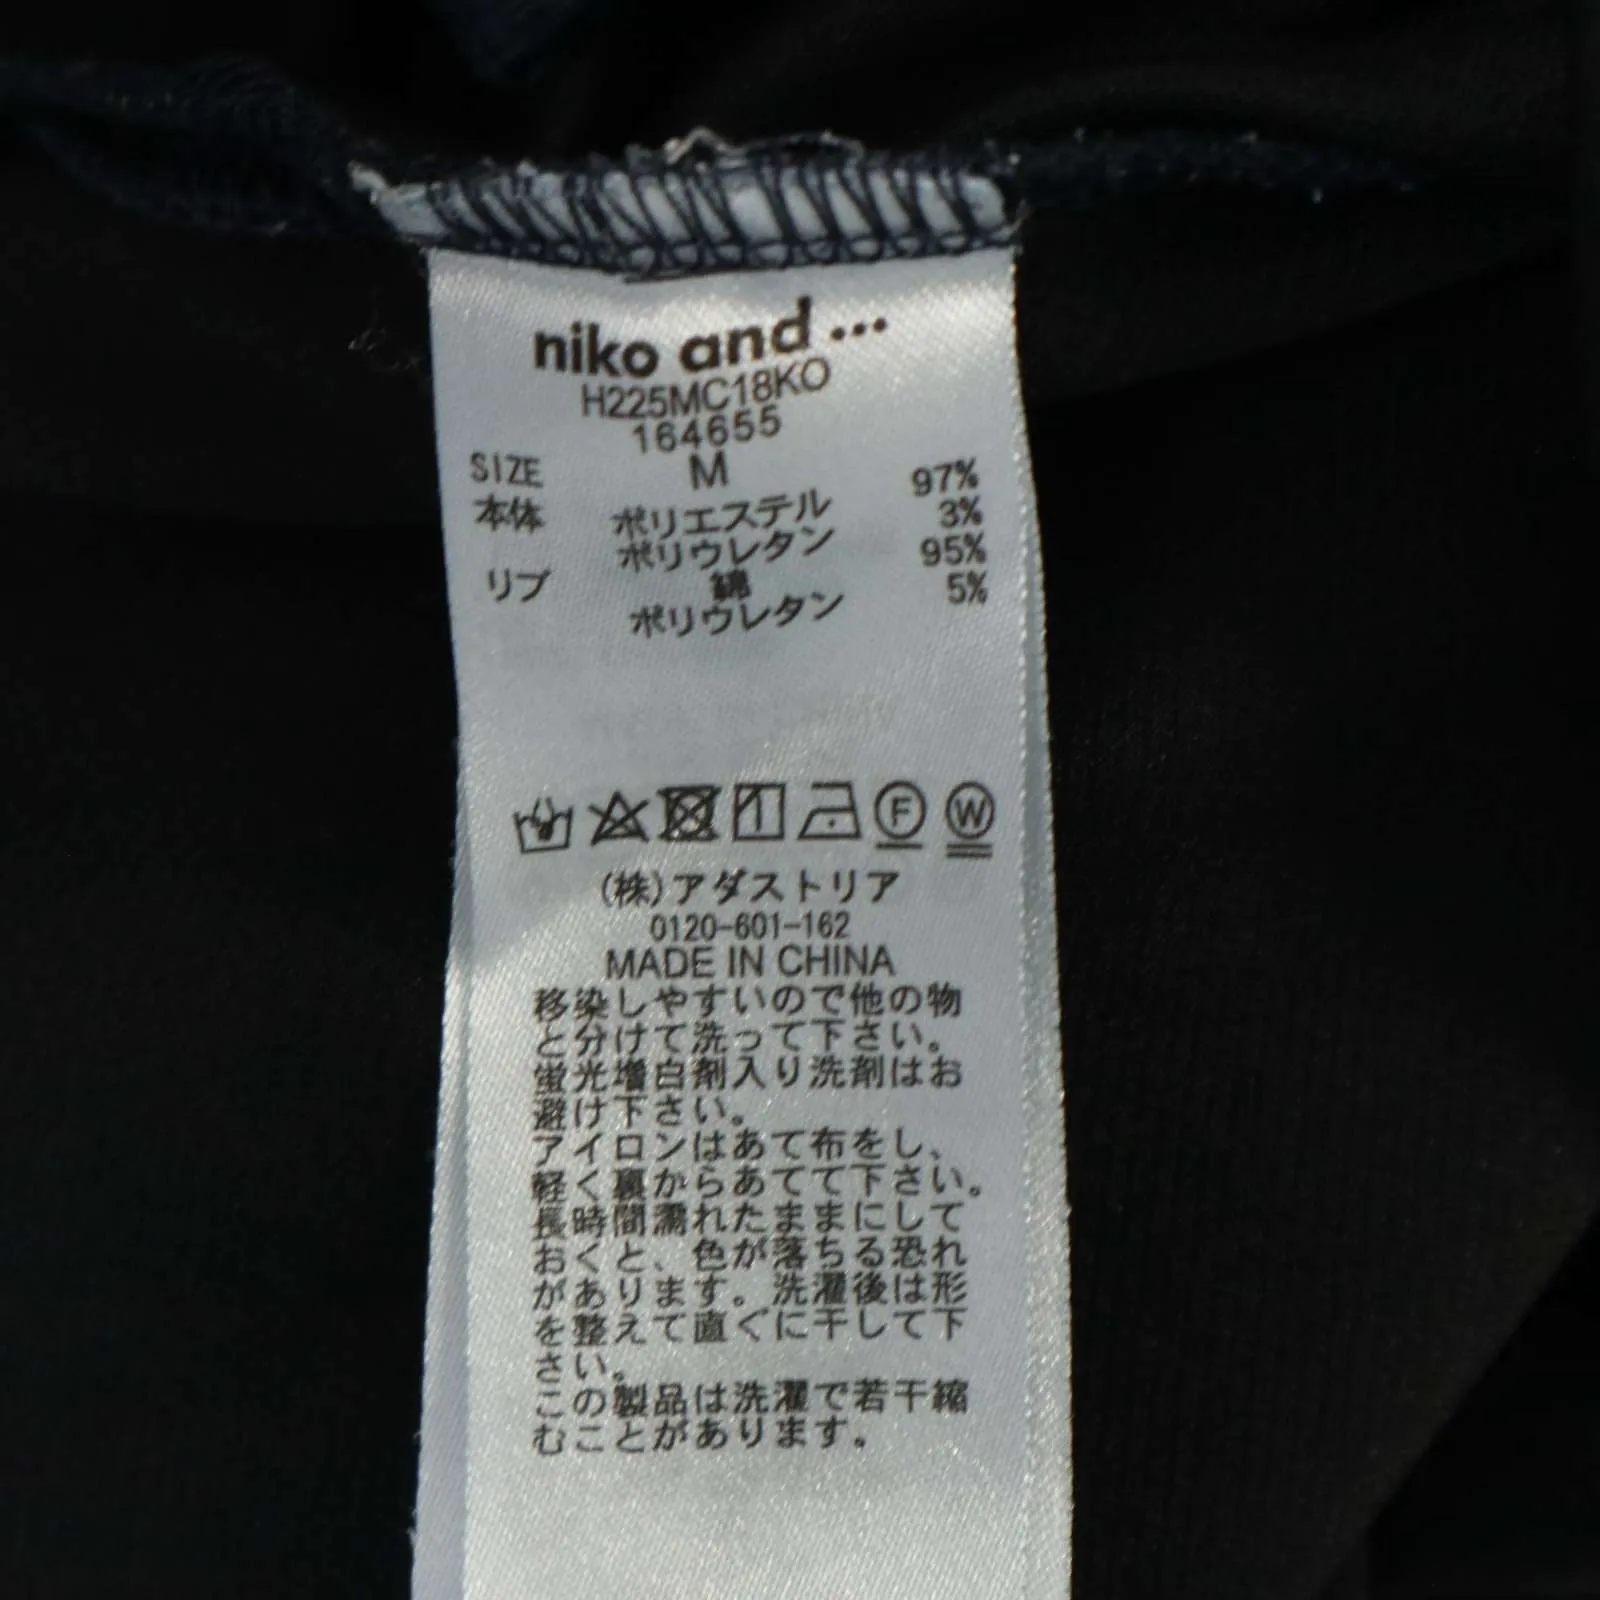 niko and ...
H225MC18KO
164655
SIZE M
本体 ポリエステル 97%
ポリウレタン 3%
リブ 綿 95%
ポリウレタン 5%
F W
(株)アダストリア
0120-601-162
MADE IN CHINA
移染しやすいので他の物
と分けて洗って下さい。
蛍光増白剤入り洗剤はお
避け下さい。
アイロンはあて布をし、
軽く裏からあてて下さい。
長時間濡れたままにして
おくと、色が落ちる恐れ
があります。洗濯後は形
を整えて直ぐに干して下
さい。
この製品は洗濯で若干縮
むことがあります。